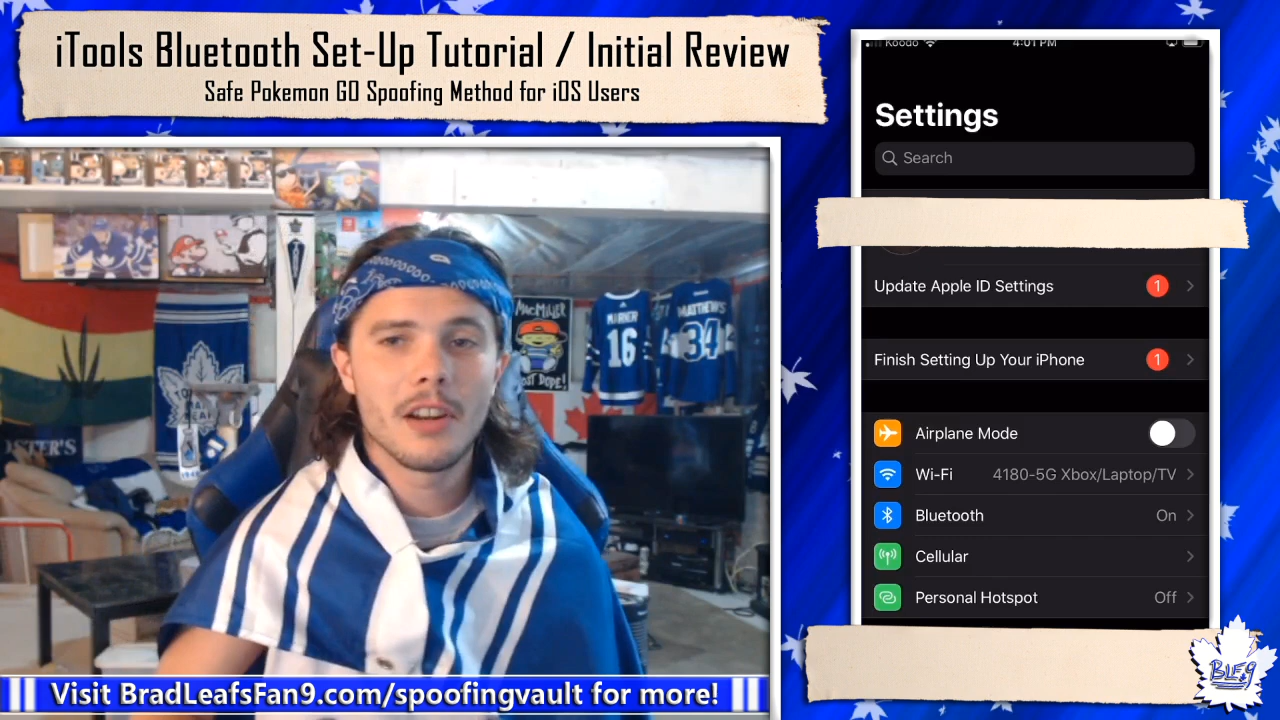 iTools Bluetooth Set-Up Tutorial / Initial Review
Safe Pokemon GO Spoofing Method for iOS Users
Koodo
4:01 PM
Settings
Search
Update Apple ID Settings 1
Finish Setting Up Your iPhone 1
Airplane Mode
Wi-Fi 4180-5G Xbox/Laptop/TV
Bluetooth On
Cellular
Personal Hotspot Off
MACMILLER
MOST DOPE!
MARNER
16
MATTHEWS
34
Visit BradLeafsFan9.com/spoofingvault for more!
BLF9